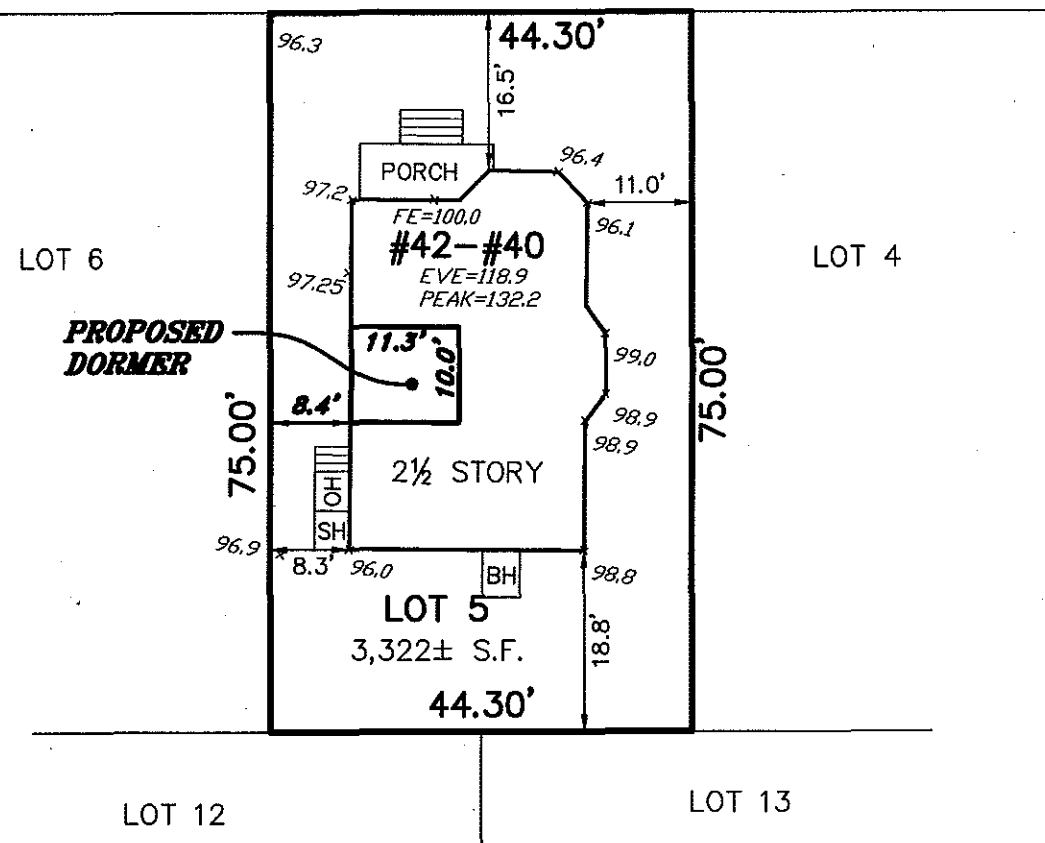 96.3
44.30'
16.5'
PORCH
96.4
97.2
11.0'
FE=100.0
96.1
#42-#40
LOT 6
LOT 4
EVE=118.9
97.25
PEAK=132.2
PROPOSED
DORMER
11.3'
10.0'
99.0
75.00'
8.4'
98.9
98.9
75.00'
2½ STORY
OH
SH
96.9
8.3'
96.0
BH
98.8
LOT 5
18.8'
3,322± S.F.
44.30'
LOT 12
LOT 13